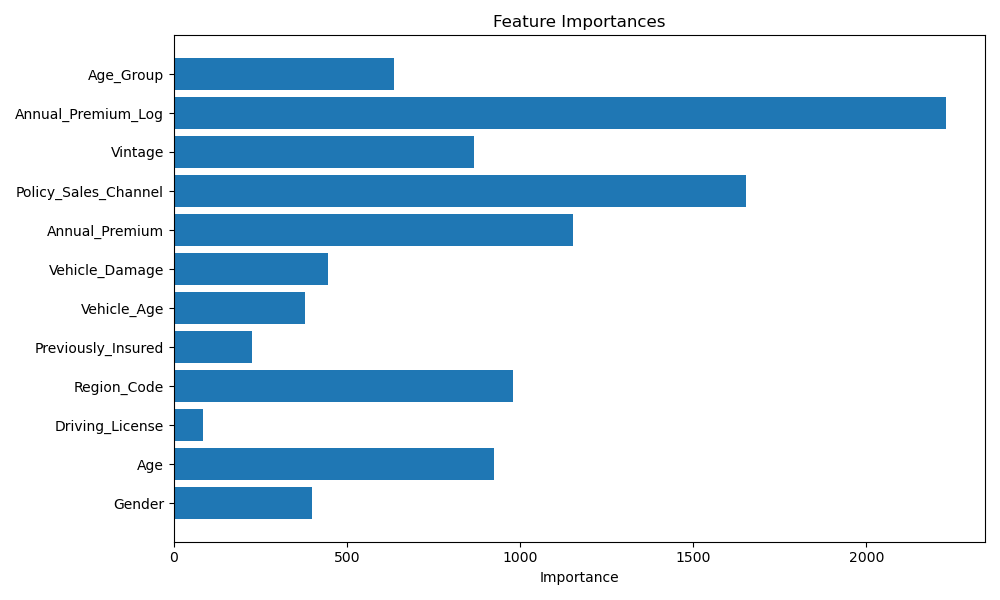 Feature Importances
Age_Group
Annual_Premium_Log
Vintage
Policy_Sales_Channel
Annual_Premium
Vehicle_Damage
Vehicle_Age
Previously_Insured
Region_Code
Driving_License
Age
Gender
0 500 1000 1500 2000
Importance